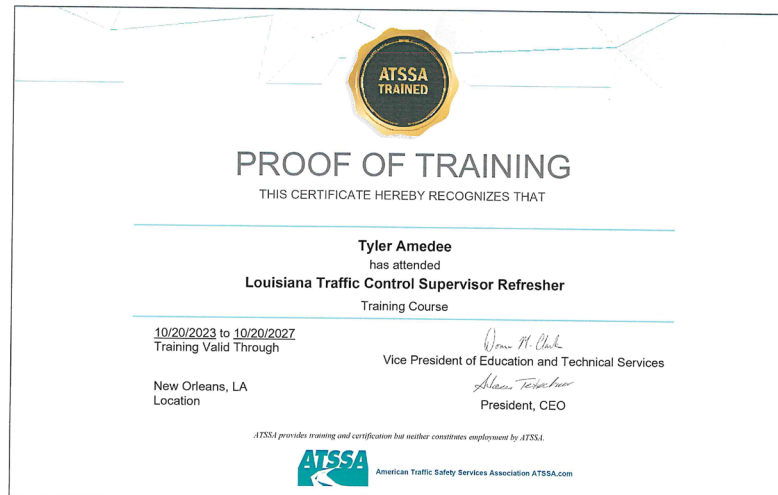 ATSSA
TRAINED
PROOF OF TRAINING
THIS CERTIFICATE HEREBY RECOGNIZES THAT
Tyler Amedee
has attended
Louisiana Traffic Control Supervisor Refresher
Training Course
10/20/2023 to 10/20/2027
Training Valid Through
Donna M. Clark
Vice President of Education and Technical Services
New Orleans, LA
Location
President, CEO
ATSSA provides training and certification but neither constitutes employment by ATSSA.
ATSSA
American Traffic Safety Services Association ATSSA.com